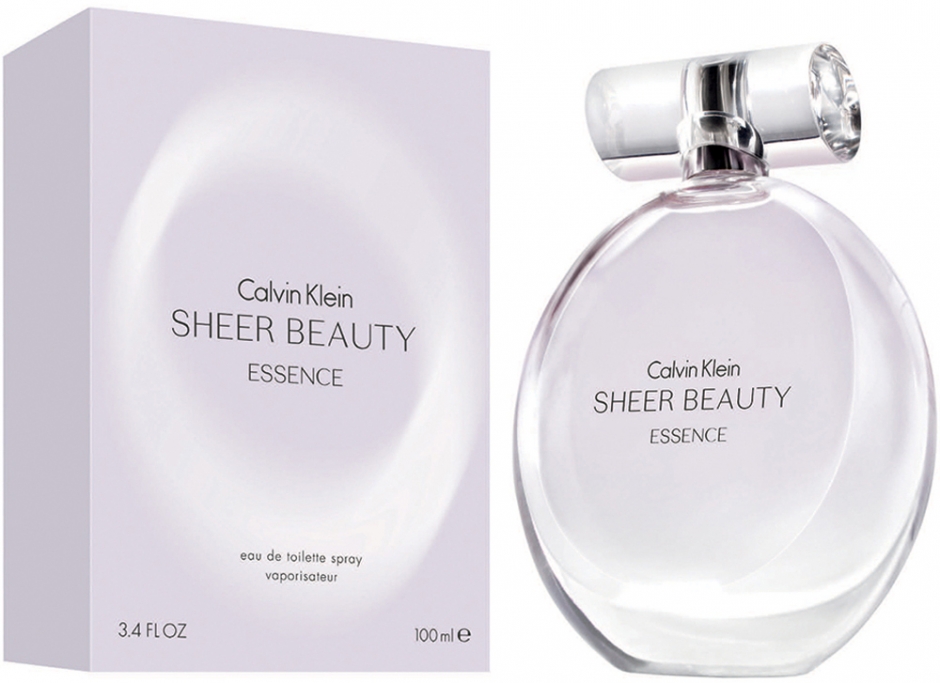 Calvin Klein
SHEER BEAUTY
ESSENCE
eau de toilette spray
vaporisateur
3.4 FL OZ
100 ml e
Calvin Klein
SHEER BEAUTY
ESSENCE